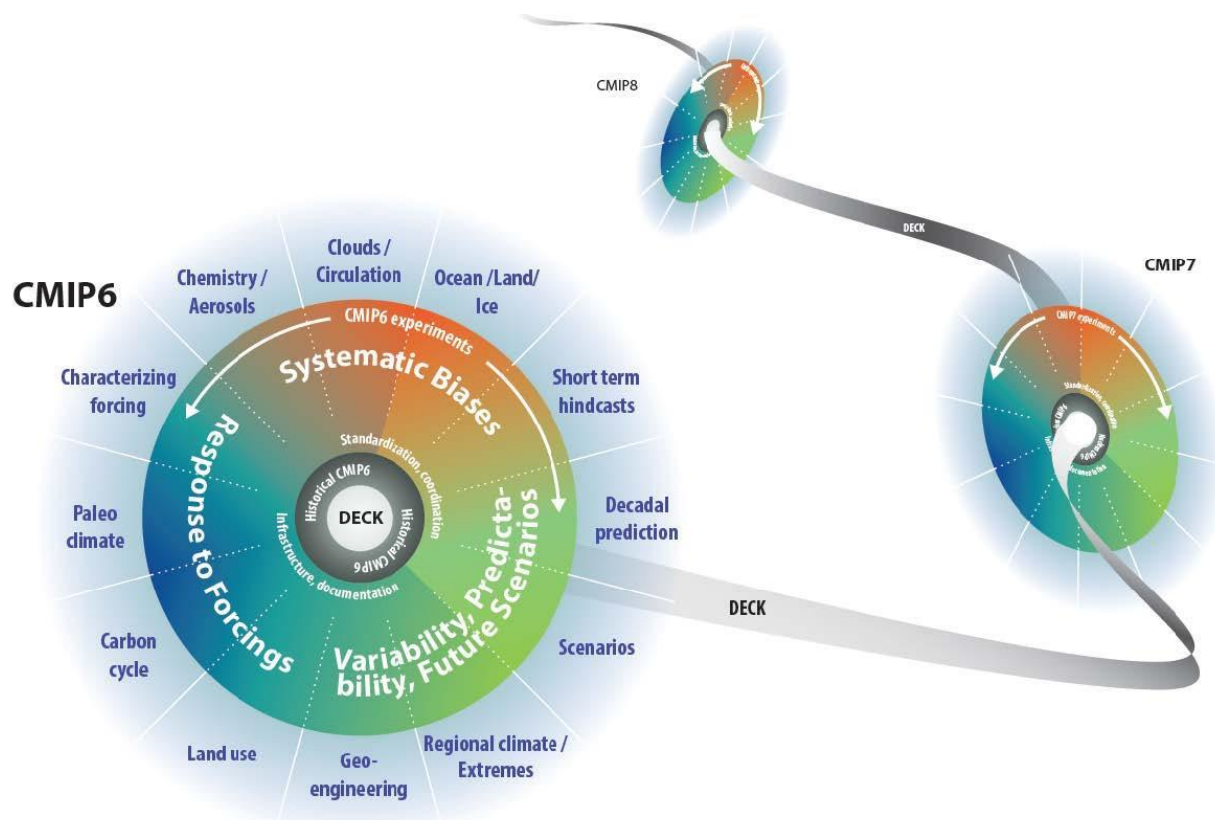 CMIP8
DECK
CMIP7
CMIP7 experiments
Standardization, coordination
CMIP6
Clouds /
Circulation
Chemistry /
Aerosols
Ocean /Land/
Ice
Characterizing
forcing
Short term
hindcasts
Paleo
climate
Decadal
prediction
Carbon
cycle
Scenarios
Land use
Geo-
engineering
Regional climate /
Extremes
CMIP6 experiments
Systematic Biases
Response to Forcings
Variability, Predicta-
bility, Future Scenarios
Standardization, coordination
Infrastructure, documentation
Historical CMIP6
Historical CMIP6
DECK
DECK